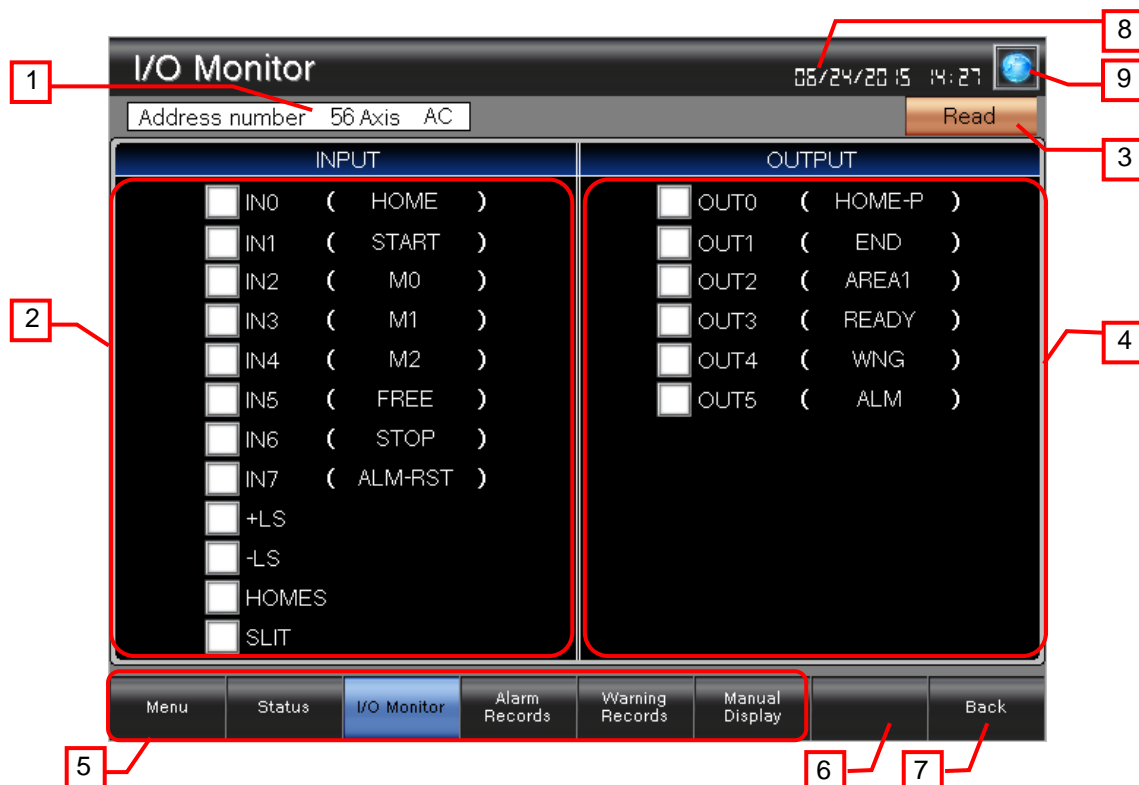 8
I/O Monitor
06/24/2015 14:27
9
1
Address number 56 Axis AC
Read
3
INPUT
OUTPUT
IN0 ( HOME )
OUT0 ( HOME-P )
IN1 ( START )
OUT1 ( END )
IN2 ( M0 )
OUT2 ( AREA1 )
2
IN3 ( M1 )
OUT3 ( READY )
4
IN4 ( M2 )
OUT4 ( WNG )
IN5 ( FREE )
OUT5 ( ALM )
IN6 ( STOP )
IN7 ( ALM-RST )
+LS
-LS
HOMES
SLIT
Menu
Status
I/O Monitor
Alarm
Records
Warning
Records
Manual
Display
Back
5
6
7